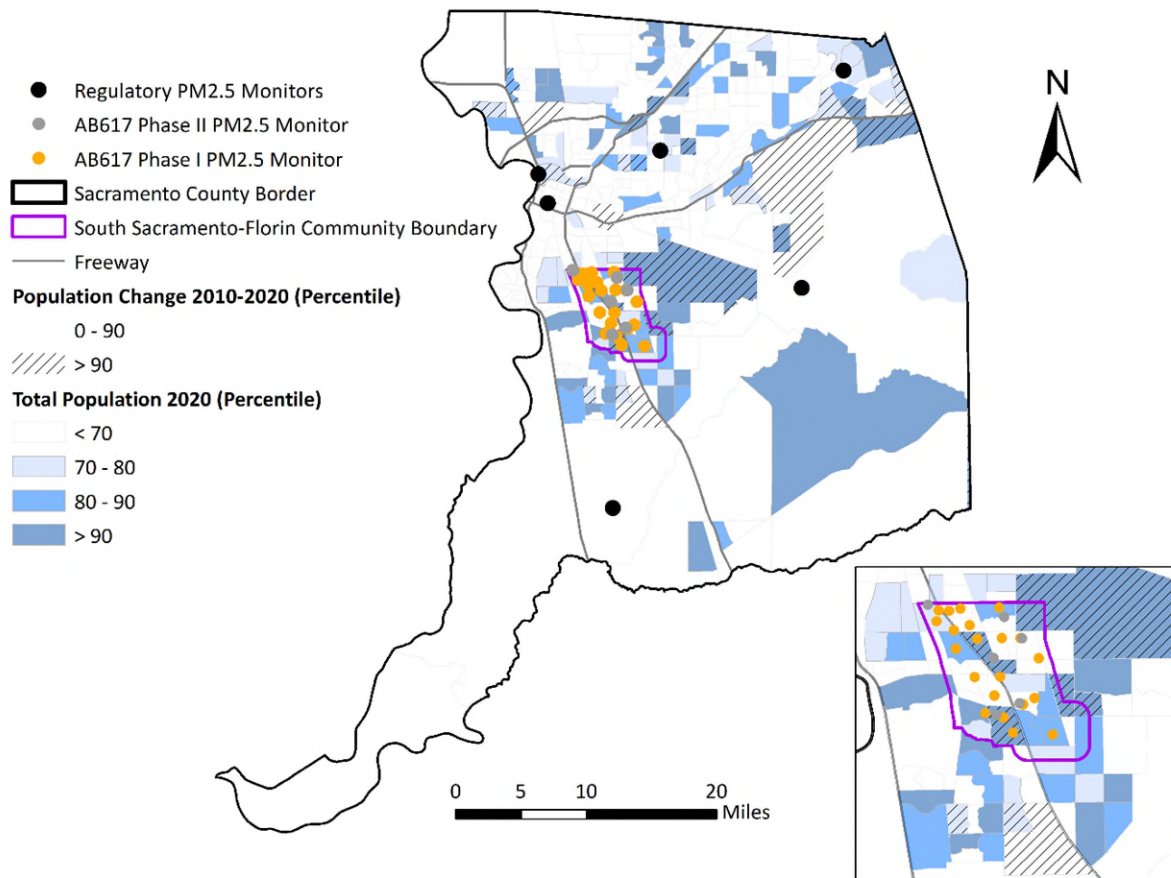 Regulatory PM2.5 Monitors
AB617 Phase II PM2.5 Monitor
AB617 Phase I PM2.5 Monitor
Sacramento County Border
South Sacramento-Florin Community Boundary
Freeway
Population Change 2010-2020 (Percentile)
0 - 90
> 90
Total Population 2020 (Percentile)
< 70
70 - 80
80 - 90
> 90
N
0 5 10 20
Miles